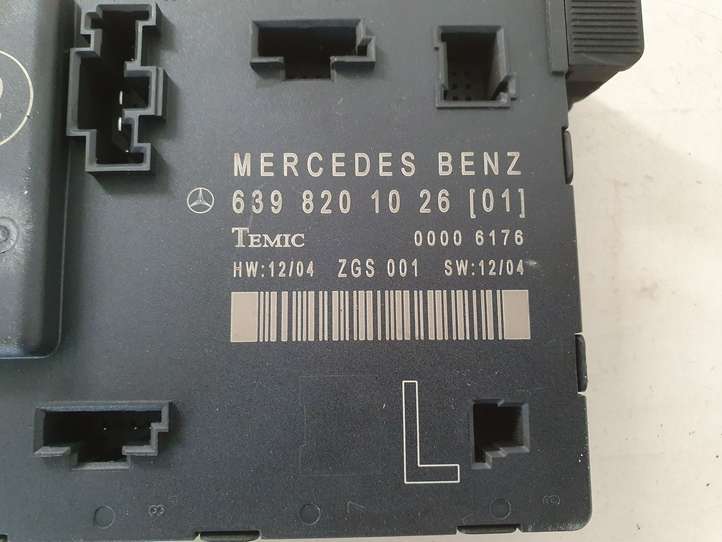 MERCEDES BENZ
639 820 10 26 [01]
TEMIC 0000 6176
HW:12/04 ZGS 001 SW:12/04
L